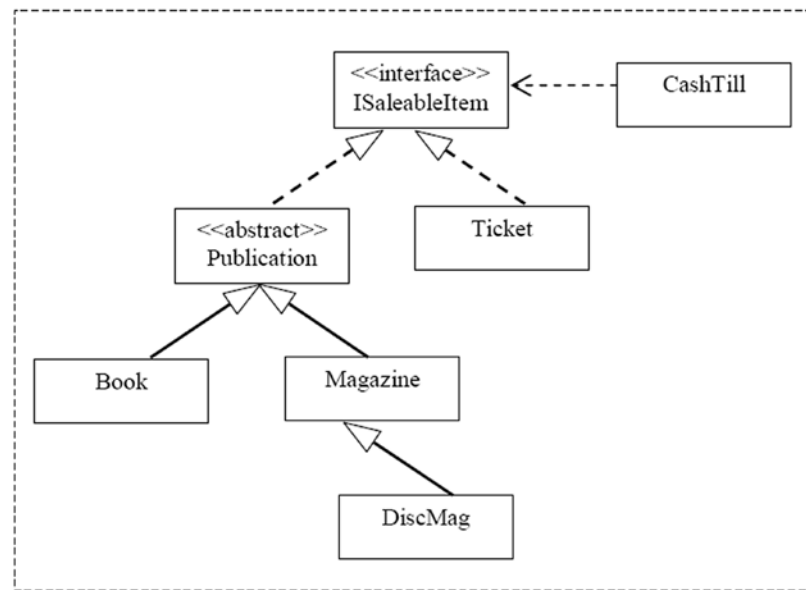 <<interface>>
ISaleableItem
CashTill
<<abstract>>
Publication
Ticket
Book
Magazine
DiscMag